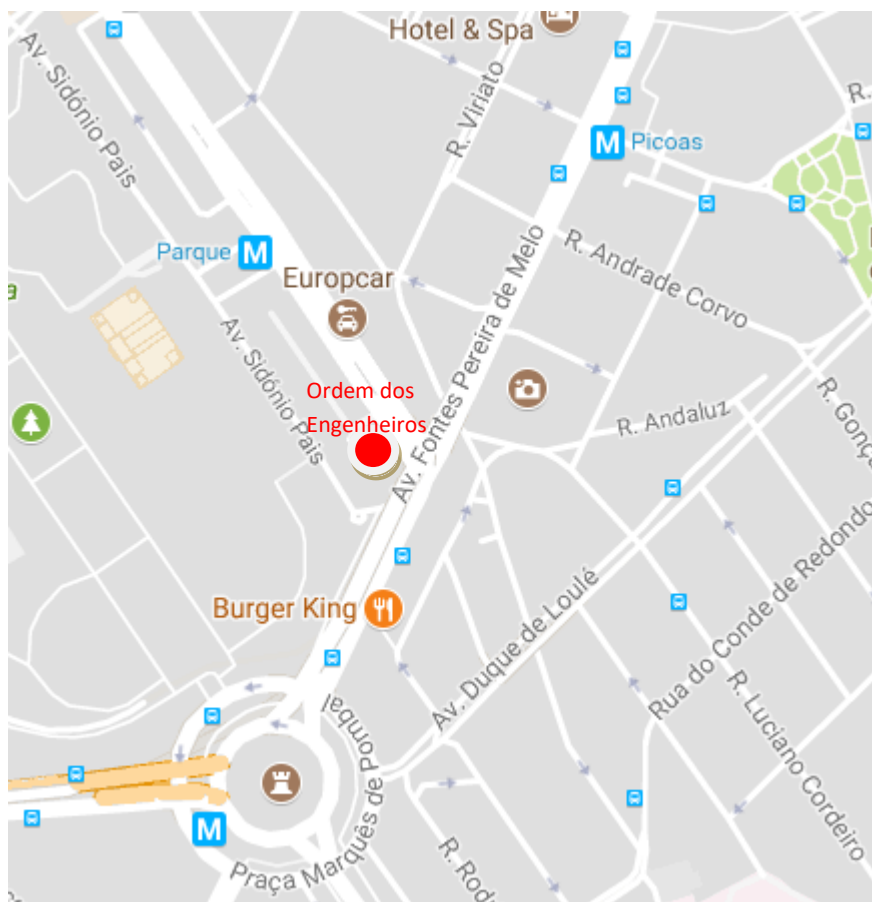 Hotel & Spa
Av. Sidónio Pais
R. Viriato
R.
M Picoas
Parque M
Europcar
R. Andrade Corvo
Av. Sidónio Pais
Av. Fontes Pereira de Melo
Ordem dos
Engenheiros
R. Andaluz
R. Gonça
Burger King
Av. Duque de Loulé
Rua do Conde de Redondo
R. Luciano Cordeiro
M
Praça Marquês de Pombal
R. Rod